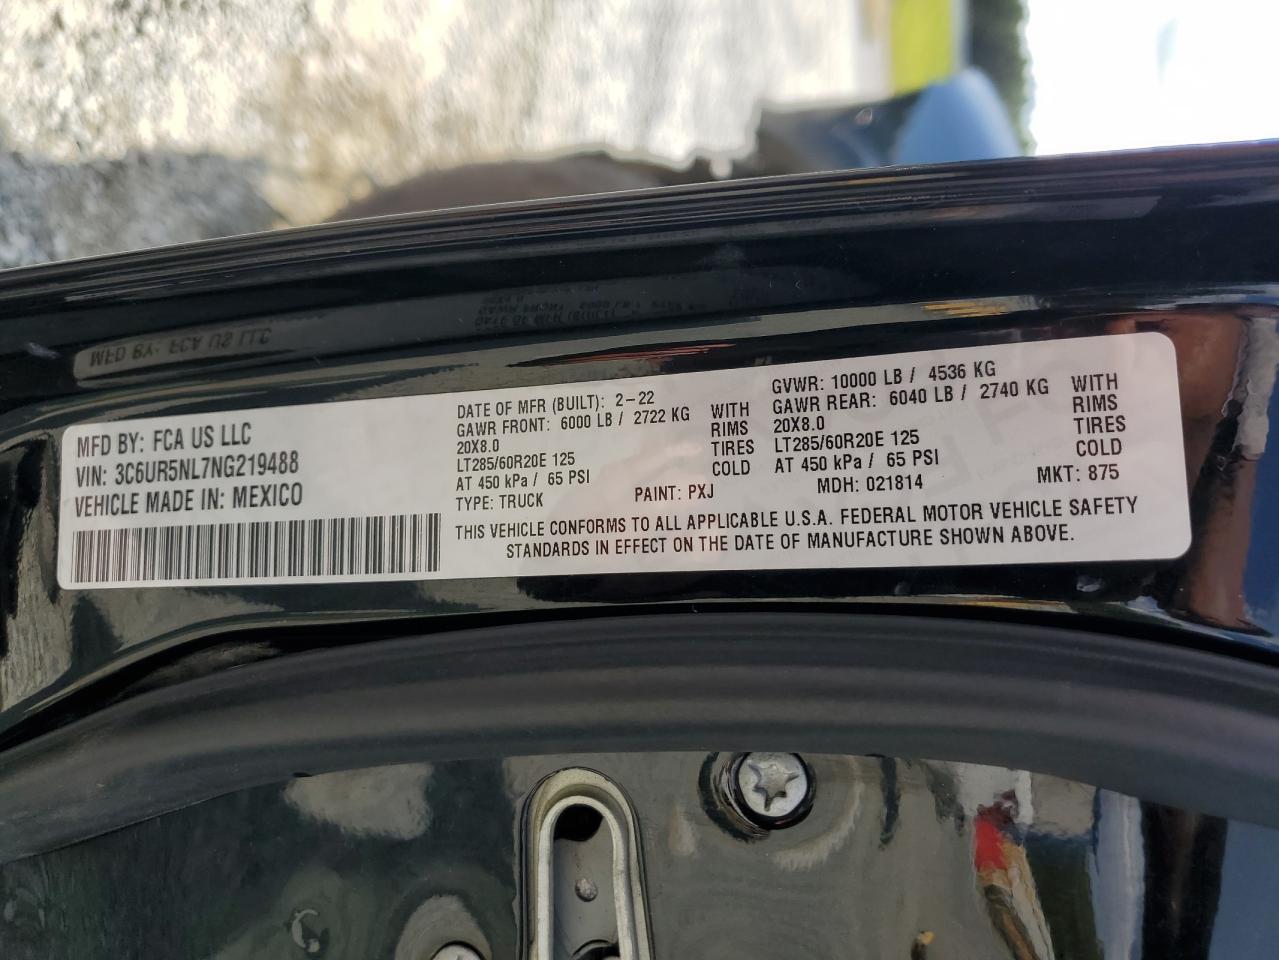 MFD BY: FCA US LLC
VIN: 3C6UR5NL7NG219488
VEHICLE MADE IN: MEXICO
DATE OF MFR (BUILT): 2-22
GAWR FRONT: 6000 LB / 2722 KG WITH
20X8.0 RIMS
LT285/60R20E 125 TIRES
AT 450 kPa / 65 PSI COLD
TYPE: TRUCK
GVWR: 10000 LB / 4536 KG
GAWR REAR: 6040 LB / 2740 KG WITH
20X8.0 RIMS
LT285/60R20E 125 TIRES
AT 450 kPa / 65 PSI COLD
PAINT: PXJ MDH: 021814 MKT: 875
THIS VEHICLE CONFORMS TO ALL APPLICABLE U.S.A. FEDERAL MOTOR VEHICLE SAFETY
STANDARDS IN EFFECT ON THE DATE OF MANUFACTURE SHOWN ABOVE.